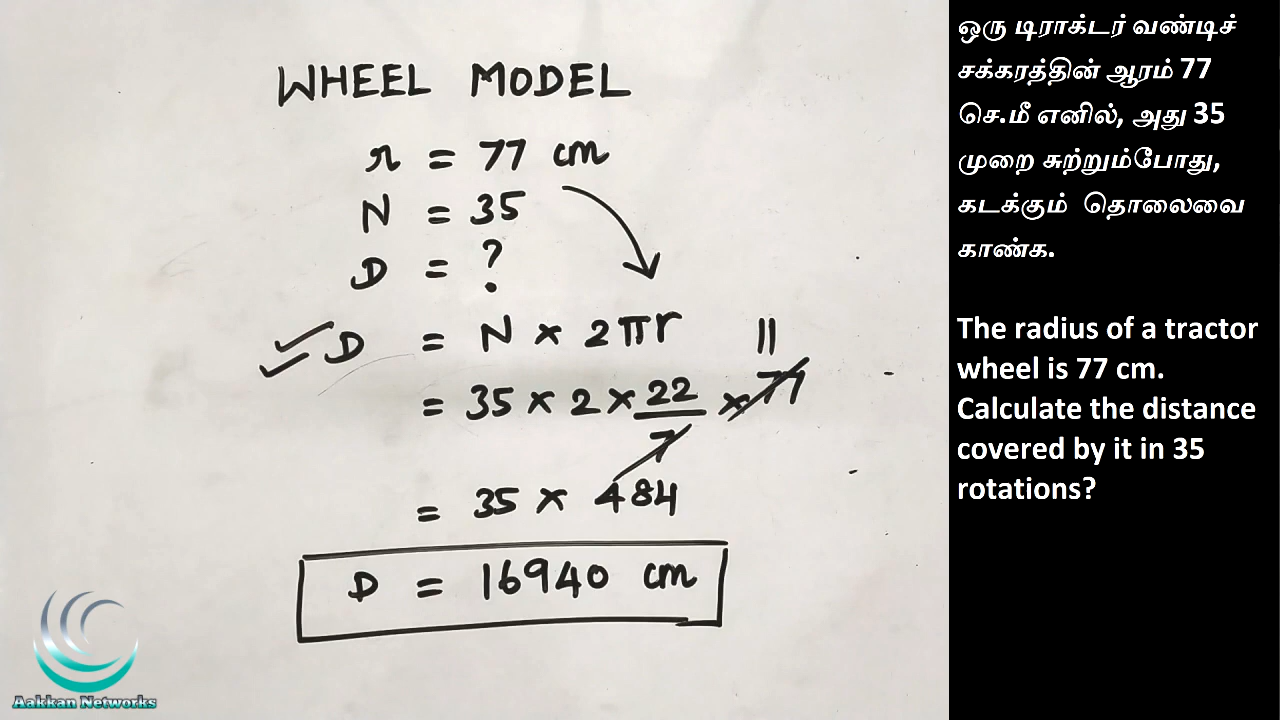 WHEEL MODEL
r = 77 cm
N = 35
D = ?
D = N × 2πr
11
= 35 × 2 × 22/7 × 77
= 35 × 484
D = 16940 cm
Aakkan Networks
ஒரு டிராக்டர் வண்டிச்
சக்கரத்தின் ஆரம் 77
செ.மீ எனில், அது 35
முறை சுற்றும்போது,
கடக்கும் தொலைவை
காண்க.
The radius of a tractor
wheel is 77 cm.
Calculate the distance
covered by it in 35
rotations?